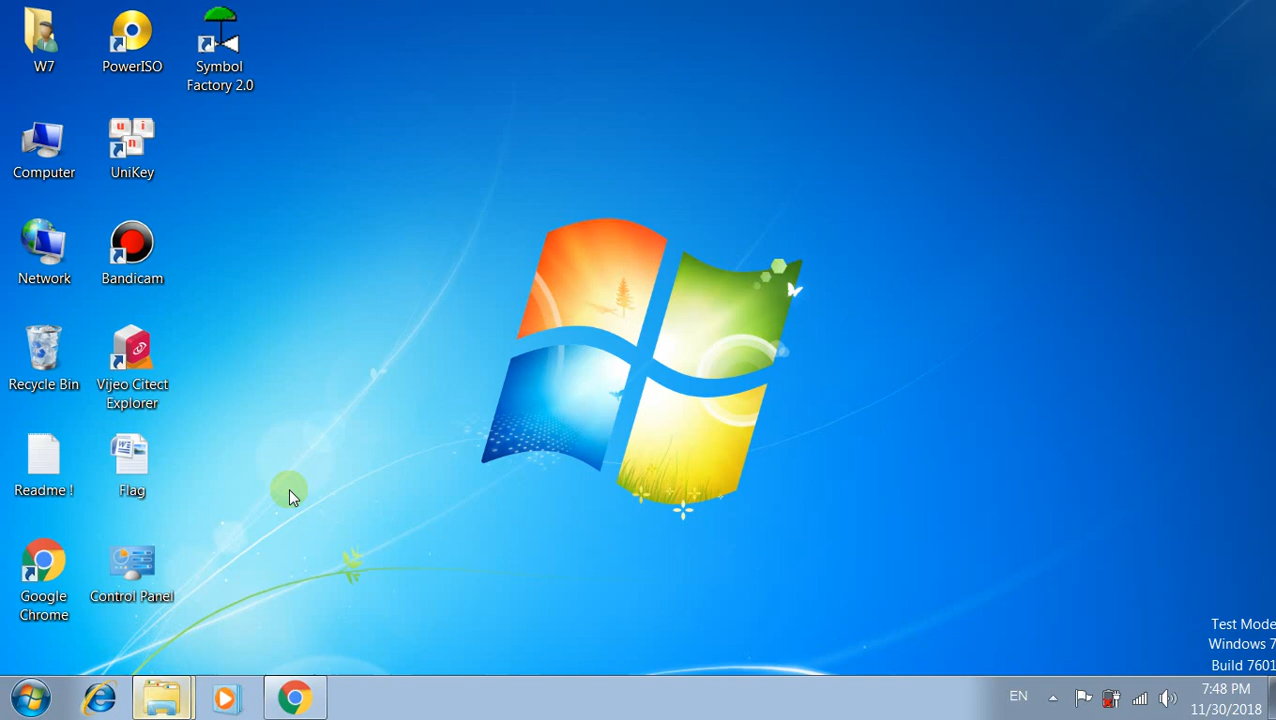 W7
PowerISO
Symbol
Factory 2.0
Computer
UniKey
Network
Bandicam
Recycle Bin
Vijeo Citect
Explorer
Readme !
Flag
Google
Chrome
Control Panel
Test Mode
Windows 7
Build 7601
EN
7:48 PM
11/30/2018